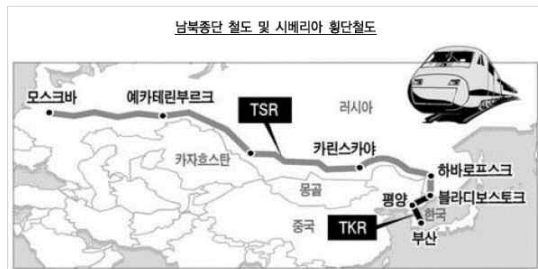 남북종단 철도 및 시베리아 횡단철도
모스크바
예카테린부르크
TSR
러시아
카자흐스탄
카린스카야
하바로프스크
몽골
블라디보스토크
평양
한국
중국
TKR
부산